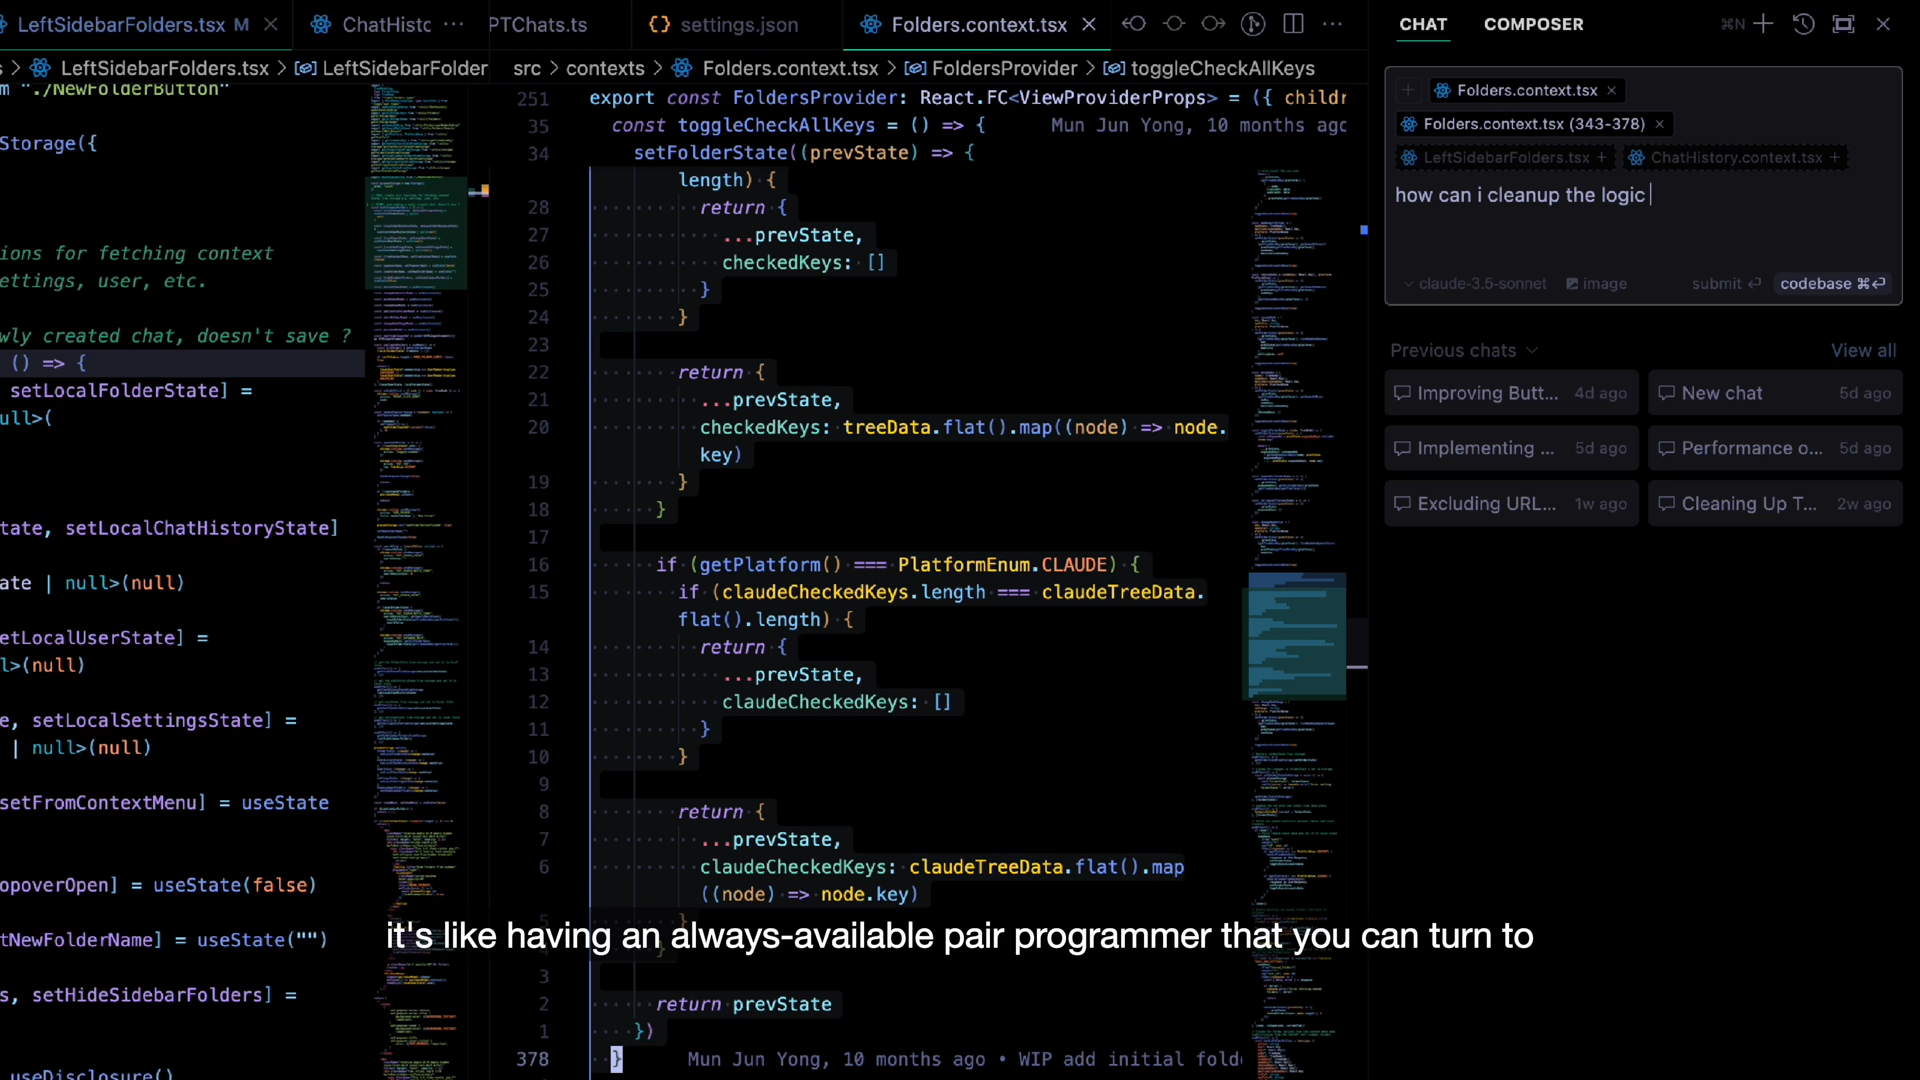 LeftSidebarFolders.tsx M
ChatHistc ···
PTChats.ts
{} settings.json
Folders.context.tsx
···
> LeftSidebarFolders.tsx > LeftSidebarFolder
m "./NewFolderButton"
Storage({
ions for fetching context
ettings, user, etc.
wly created chat, doesn't save ?
() => {
setLocalFolderState] =
ull>(
tate, setLocalChatHistoryState]
ate | null>(null)
etLocalUserState] =
l>(null)
e, setLocalSettingsState] =
| null>(null)
setFromContextMenu] = useState
opoverOpen] = useState(false)
tNewFolderName] = useState("")
s, setHideSidebarFolders] =
useDisclosure()
src > contexts > Folders.context.tsx > FoldersProvider > toggleCheckAllKeys
251 export const FoldersProvider: React.FC<ViewProviderProps> = ({ childr
35 const toggleCheckAllKeys = () => { Mun Jun Yong, 10 months ago
34 setFolderState((prevState) => {
length) {
28 return {
27 ...prevState,
26 checkedKeys: []
25 }
24 }
23
22 return {
21 ...prevState,
20 checkedKeys: treeData.flat().map((node) => node.
key)
19 }
18 }
17
16 if (getPlatform() === PlatformEnum.CLAUDE) {
15 if (claudeCheckedKeys.length === claudeTreeData.
flat().length) {
14 return {
13 ...prevState,
12 claudeCheckedKeys: []
11 }
10 }
9
8 return {
7 ...prevState,
6 claudeCheckedKeys: claudeTreeData.flat().map
((node) => node.key)
5 }
it's like having an always-available pair programmer that you can turn to
3
2 return prevState
1 })
378 } Mun Jun Yong, 10 months ago • WIP add initial fold
CHAT COMPOSER ⌘N
Folders.context.tsx
Folders.context.tsx (343-378)
LeftSidebarFolders.tsx + ChatHistory.context.tsx +
how can i cleanup the logic
claude-3.5-sonnet image submit codebase ⌘
Previous chats View all
Improving Butt... 4d ago
New chat 5d ago
Implementing ... 5d ago
Performance o... 5d ago
Excluding URL... 1w ago
Cleaning Up T... 2w ago